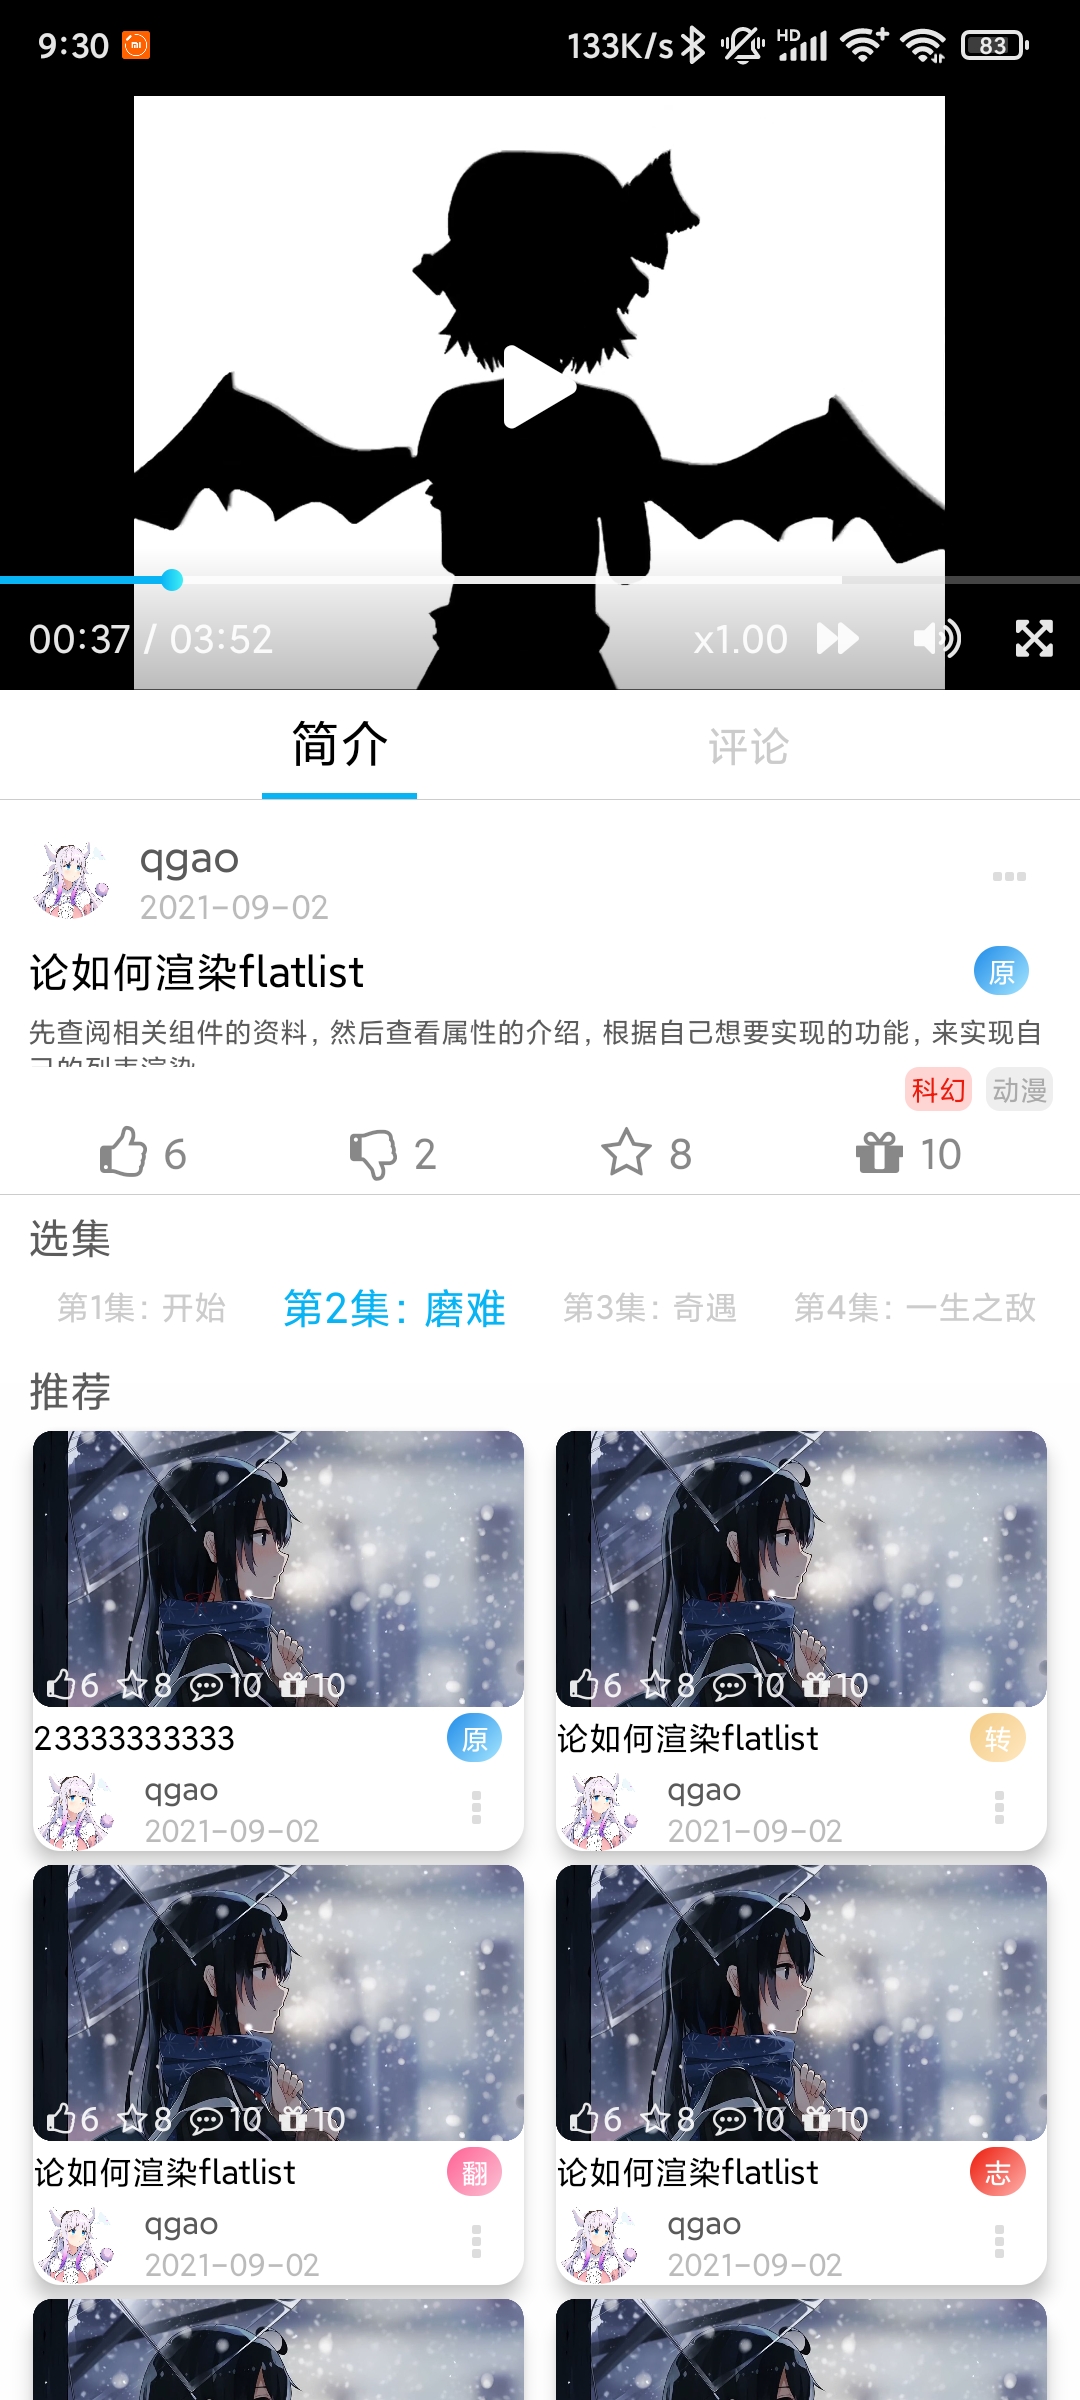 9:30 133K/s HD 83
00:37 / 03:52 x1.00
简介 评论
qgao
2021-09-02
论如何渲染flatlist 原
先查阅相关组件的资料, 然后查看属性的介绍, 根据自己想要实现的功能, 来实现自
己的列表渲染
科幻 动漫
6 2 8 10
选集
第1集: 开始 第2集: 磨难 第3集: 奇遇 第4集: 一生之敌
推荐
6 8 10 10
23333333333 原
qgao
2021-09-02
6 8 10 10
论如何渲染flatlist 转
qgao
2021-09-02
6 8 10 10
论如何渲染flatlist 翻
qgao
2021-09-02
6 8 10 10
论如何渲染flatlist 志
qgao
2021-09-02